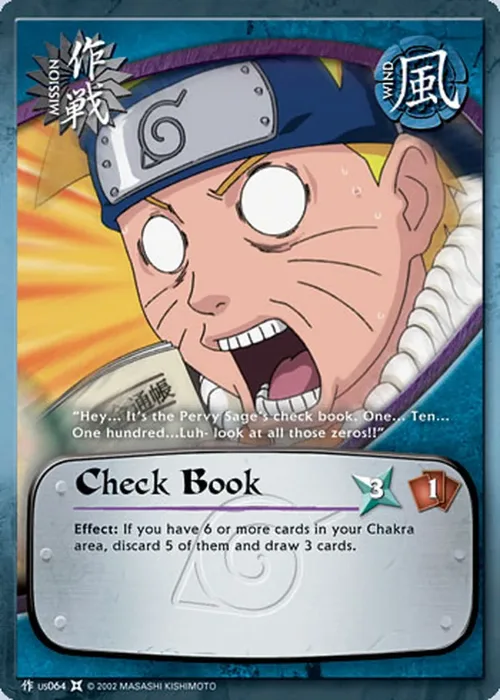 MISSION
作戦
WIND
風
通帳
"Hey... It's the Pervy Sage's check book. One... Ten...
One hundred...Luh- look at all those zeros!!"
Check Book
3
1
Effect: If you have 6 or more cards in your Chakra
area, discard 5 of them and draw 3 cards.
作 US064 © 2002 MASASHI KISHIMOTO